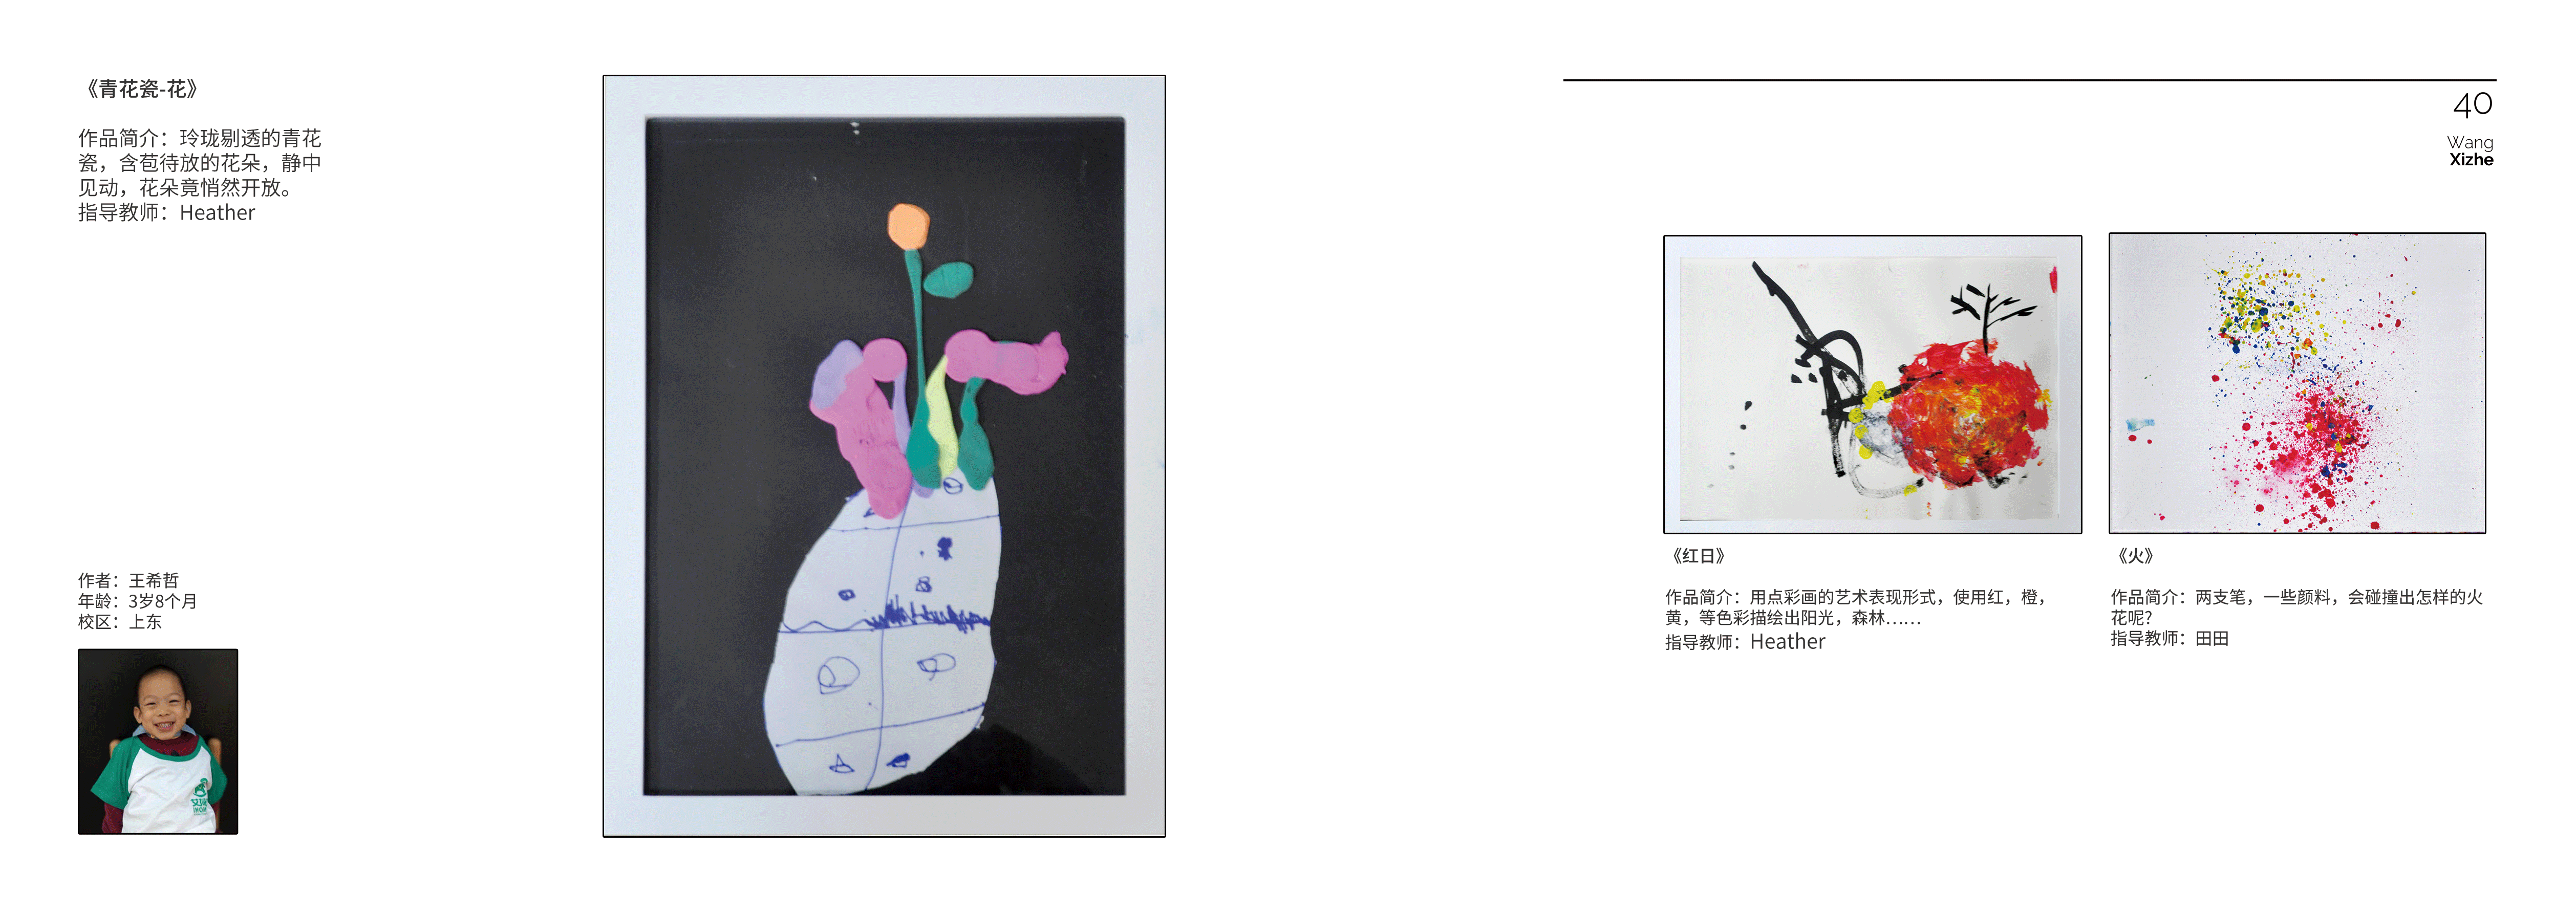 《青花瓷-花》
作品简介：玲珑剔透的青花
瓷，含苞待放的花朵，静中
见动，花朵竟悄然开放。
指导教师：Heather
作者：王希哲
年龄：3岁8个月
校区：上东
40
Wang
Xizhe
《红日》
作品简介：用点彩画的艺术表现形式，使用红，橙，
黄，等色彩描绘出阳光，森林……
指导教师：Heather
《火》
作品简介：两支笔，一些颜料，会碰撞出怎样的火
花呢？
指导教师：田田